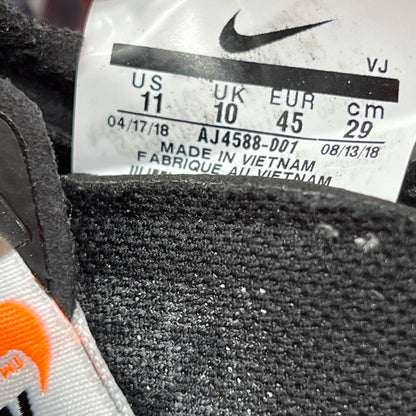 VJ
US UK EUR cm
11 10 45 29
04/17/18 AJ4588-001 08/13/18
MADE IN VIETNAM
FABRIQUE AU VIETNAM
TM